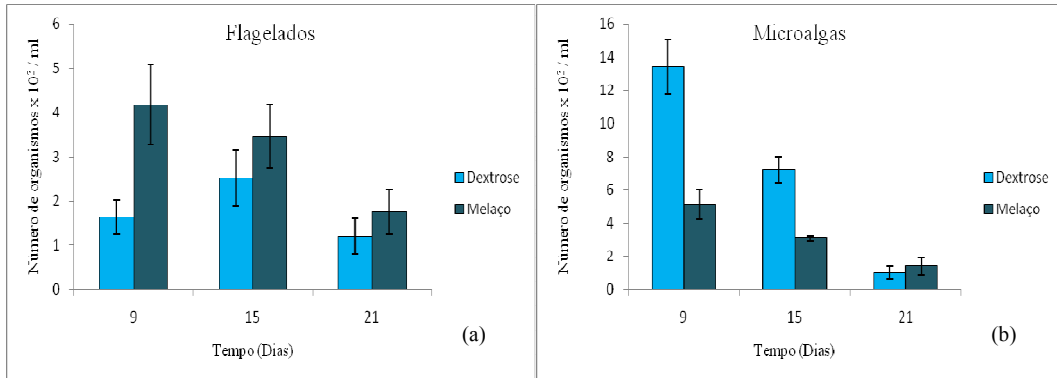 Flagelados
Numero de organismos x 10² / ml
6
5
4
3
2
1
0
9
15
21
Tempo (Dias)
Dextrose
Melaço
(a)
Microalgas
Numero de organismos x 10² / ml
16
14
12
10
8
6
4
2
0
9
15
21
Tempo (Dias)
Dextrose
Melaço
(b)